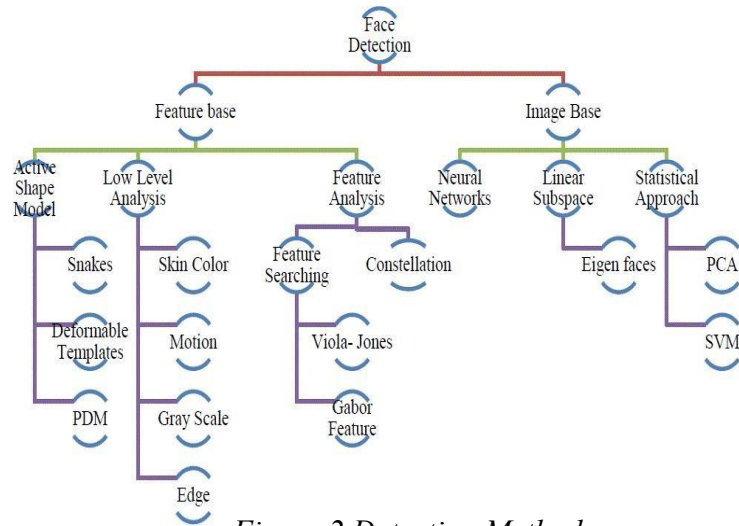 Face
Detection
Feature base
Image Base
Active
Shape
Model
Low Level
Analysis
Feature
Analysis
Neural
Networks
Linear
Subspace
Statistical
Approach
Snakes
Skin Color
Feature
Searching
Constellation
Eigen faces
PCA
Deformable
Templates
Motion
Viola- Jones
SVM
PDM
Gray Scale
Gabor
Feature
Edge
Figure 2 Detection Method